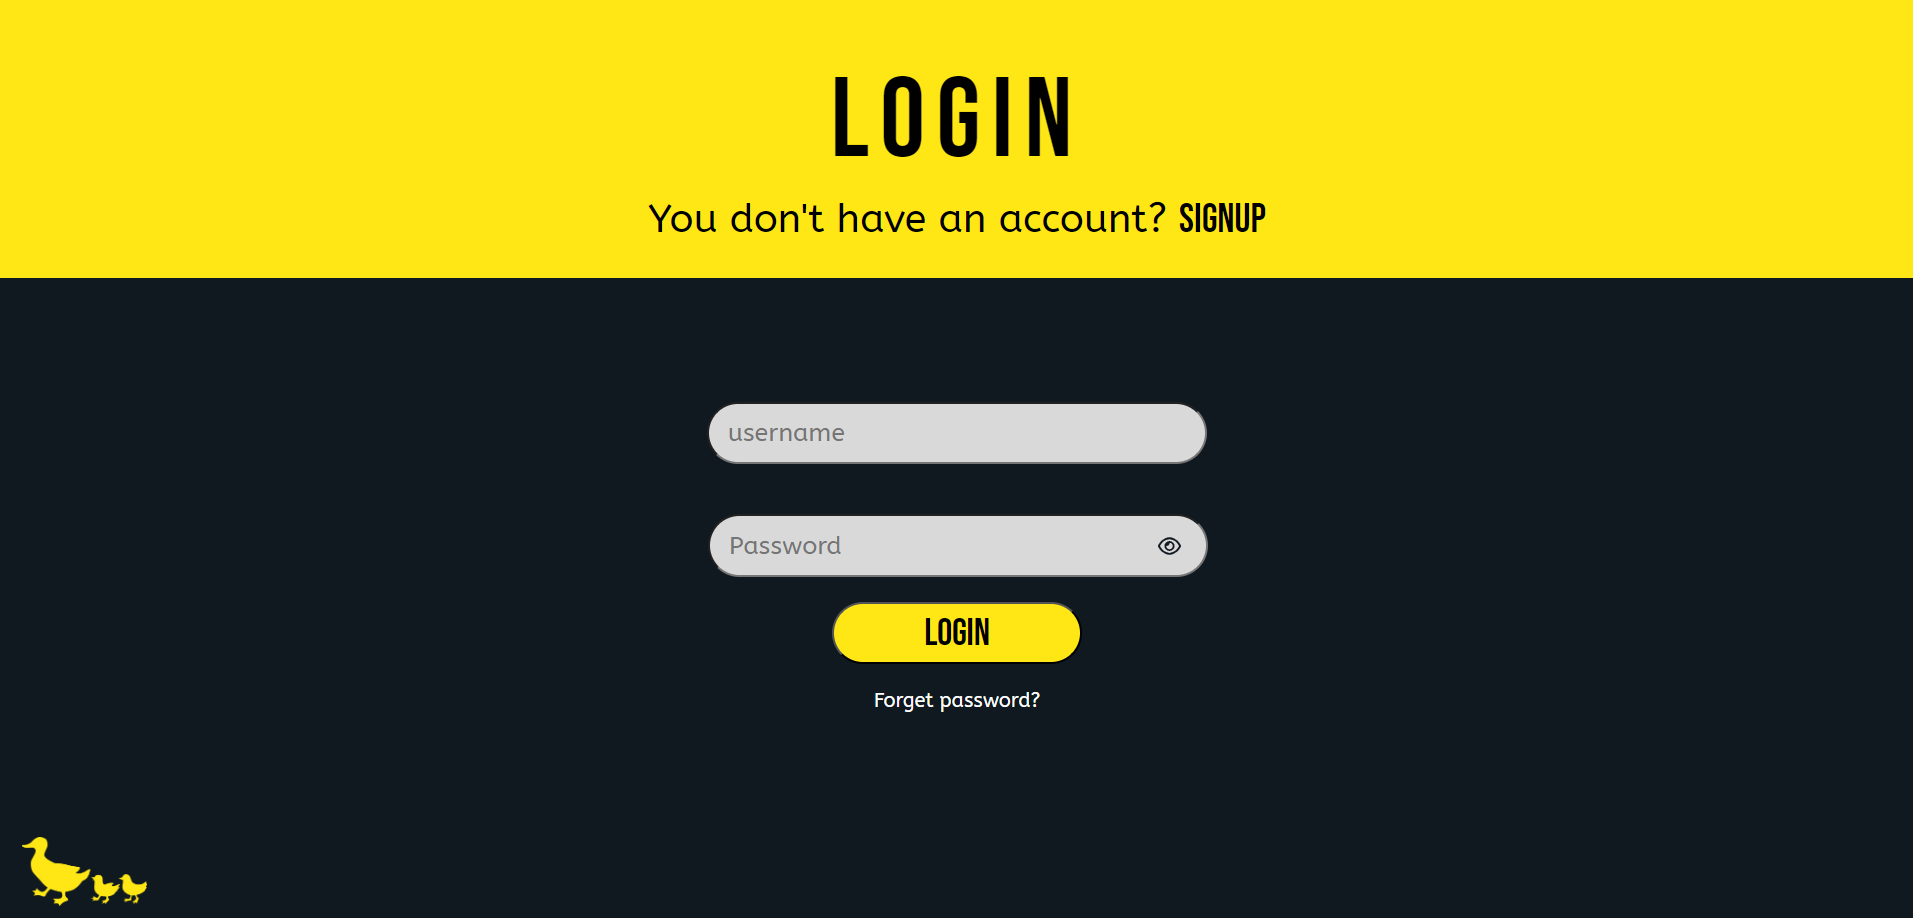 LOGIN
You don't have an account? SIGNUP
username
Password
LOGIN
Forget password?